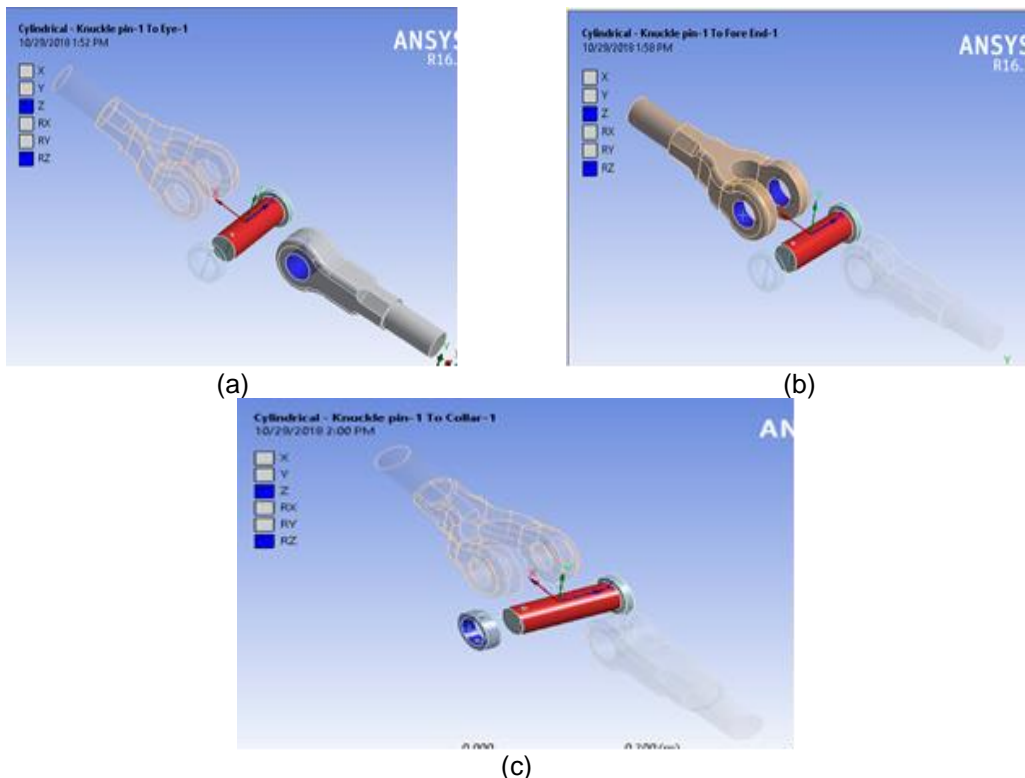 Cylindrical - Knuckle pin-1 To Eye-1
10/29/2018 1:52 PM
ANSYS
R16.
X
Y
Z
RX
RY
RZ
X
Y
(a)
Cylindrical - Knuckle pin-1 To Fore End-1
10/29/2018 1:58 PM
ANSYS
R16.
X
Y
Z
RX
RY
RZ
Y
(b)
Cylindrical - Knuckle pin-1 To Collar-1
10/29/2018 2:00 PM
AN
X
Y
Z
RX
RY
RZ
X
Y
(c)